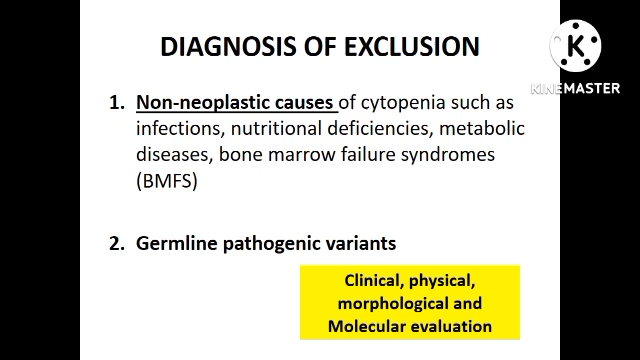 DIAGNOSIS OF EXCLUSION
K
KINEMASTER
1. Non-neoplastic causes of cytopenia such as
infections, nutritional deficiencies, metabolic
diseases, bone marrow failure syndromes
(BMFS)
2. Germline pathogenic variants
Clinical, physical,
morphological and
Molecular evaluation